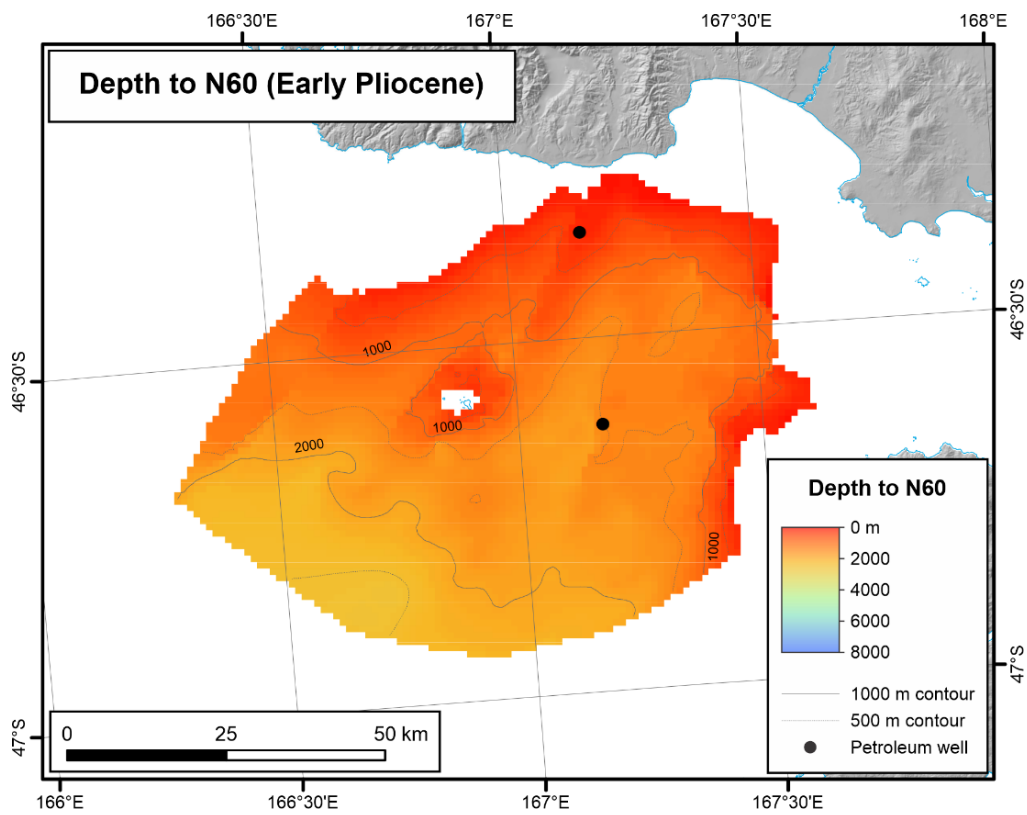 166°30'E 167°E 167°30'E 168°E
Depth to N60 (Early Pliocene)
46°30'S
46°30'S
1000
1000
2000
1000
Depth to N60
0 m
2000
4000
6000
8000
1000 m contour
500 m contour
Petroleum well
47°S
47°S
0 25 50 km
166°E 166°30'E 167°E 167°30'E